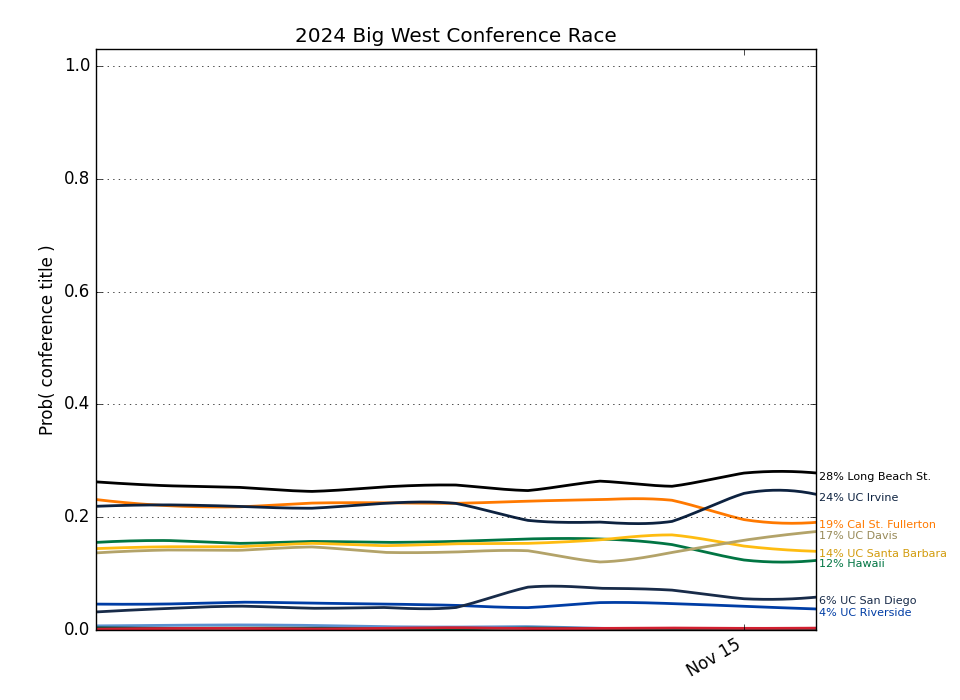 2024 Big West Conference Race
Prob( conference title )
1.0
0.8
0.6
0.4
0.2
0.0
28% Long Beach St.
24% UC Irvine
19% Cal St. Fullerton
17% UC Davis
14% UC Santa Barbara
12% Hawaii
6% UC San Diego
4% UC Riverside
Nov 15